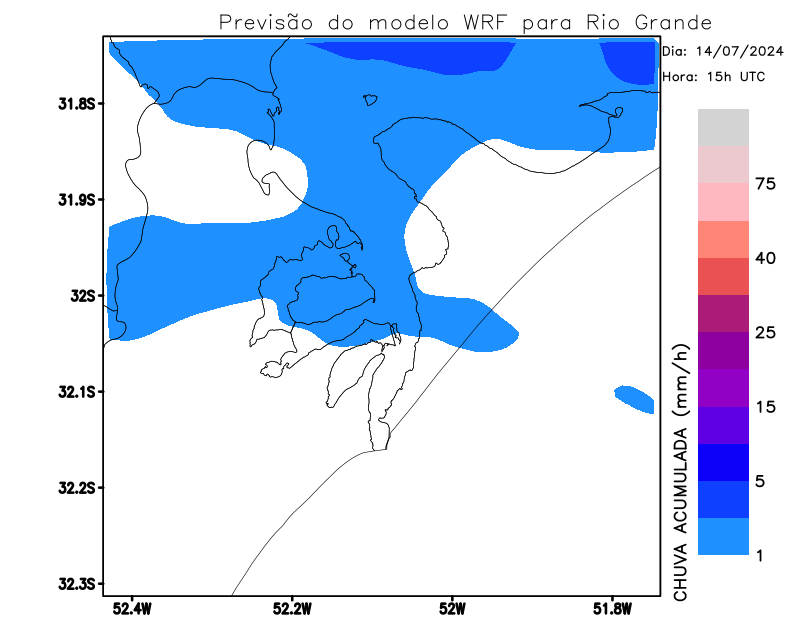 Previsão do modelo WRF para Rio Grande
Dia: 14/07/2024
Hora: 15h UTC
31.8S
31.9S
32S
32.1S
32.2S
32.3S
52.4W
52.2W
52W
51.8W
75
40
25
15
5
1
CHUVA ACUMULADA (mm/h)